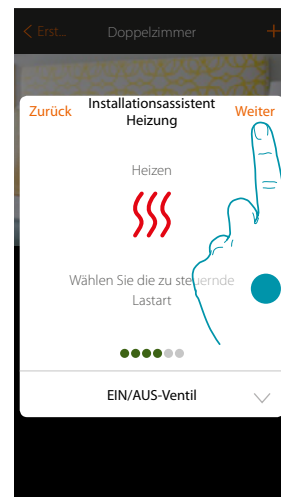 < Erst... Doppelzimmer +
Zurück Installationsassistent Weiter
Heizung
Heizen
Wählen Sie die zu steuernde
Lastart
EIN/AUS-Ventil